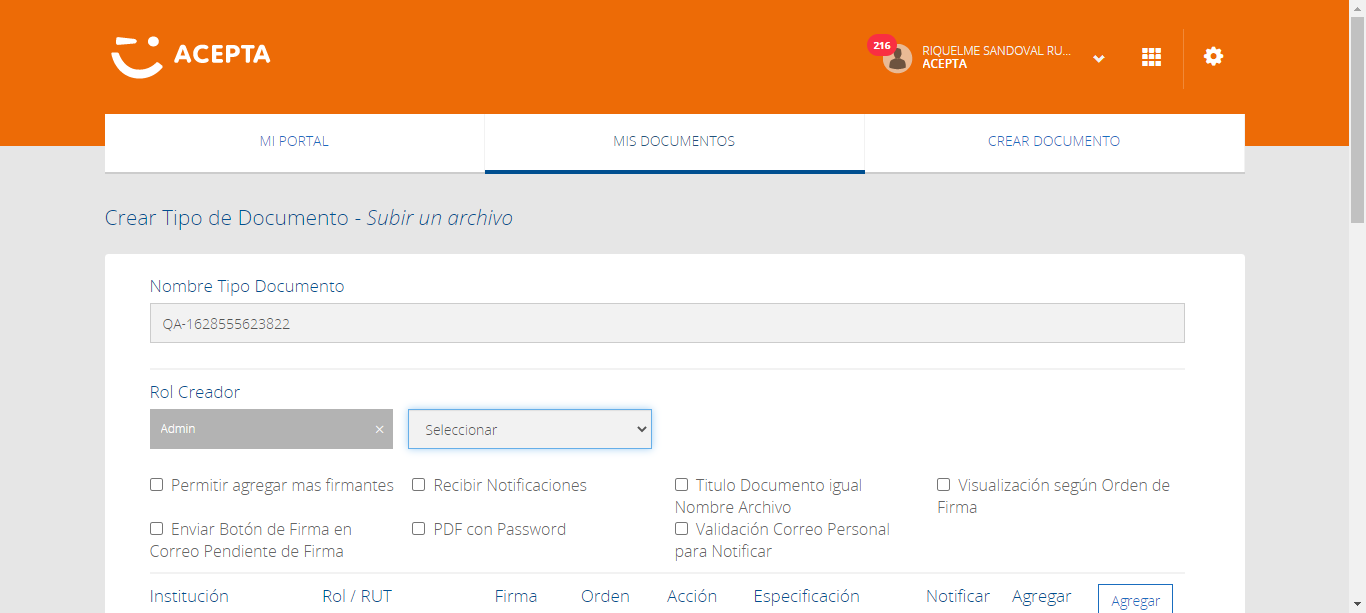 ACEPTA
216
RIQUELME SANDOVAL RU...
ACEPTA
MI PORTAL
MIS DOCUMENTOS
CREAR DOCUMENTO
Crear Tipo de Documento - Subir un archivo
Nombre Tipo Documento
QA-1628555623822
Rol Creador
Admin ×
Seleccionar
Permitir agregar mas firmantes
Recibir Notificaciones
Titulo Documento igual
Nombre Archivo
Visualización según Orden de
Firma
Enviar Botón de Firma en
Correo Pendiente de Firma
PDF con Password
Validación Correo Personal
para Notificar
Institución Rol / RUT Firma Orden Acción Especificación Notificar Agregar Agregar